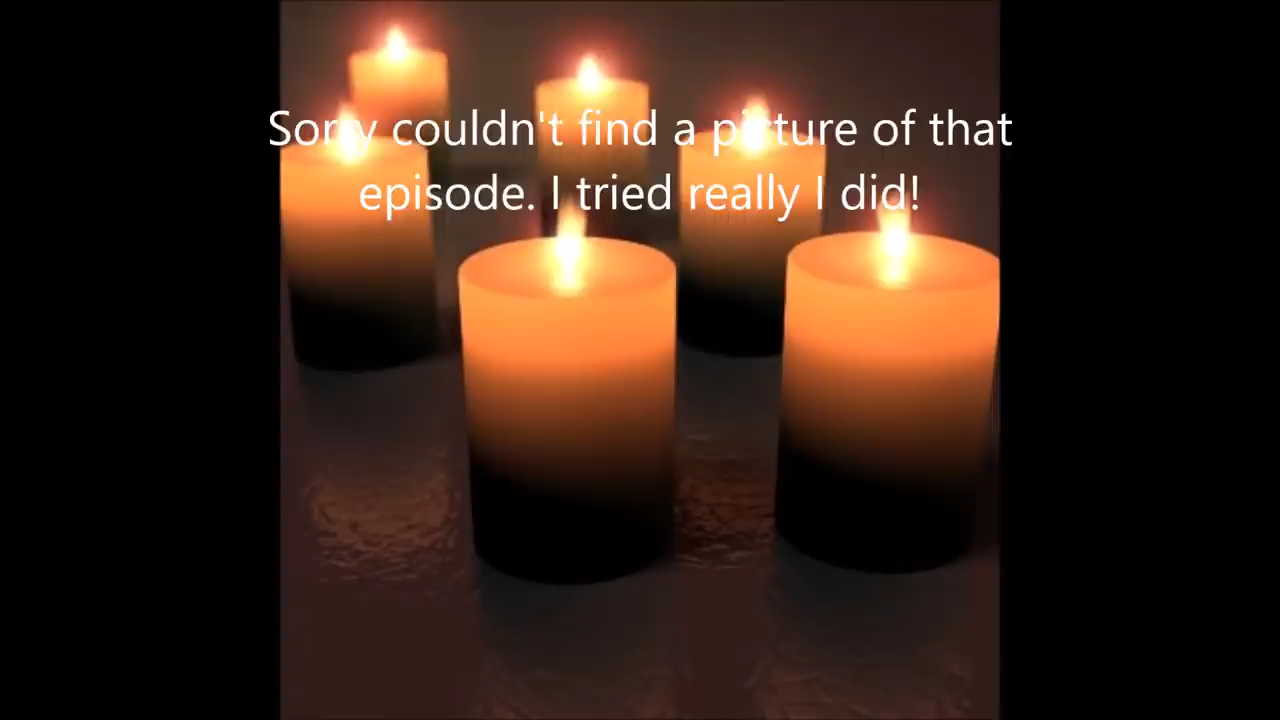 Sorry couldn't find a picture of that
episode. I tried really I did!